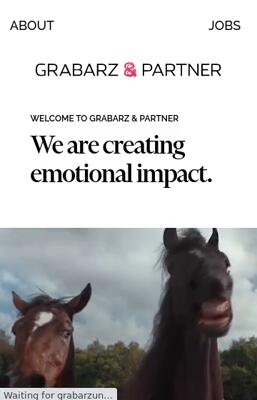 ABOUT JOBS
GRABARZ & PARTNER
WELCOME TO GRABARZ & PARTNER
We are creating
emotional impact.
Waiting for grabarzun...